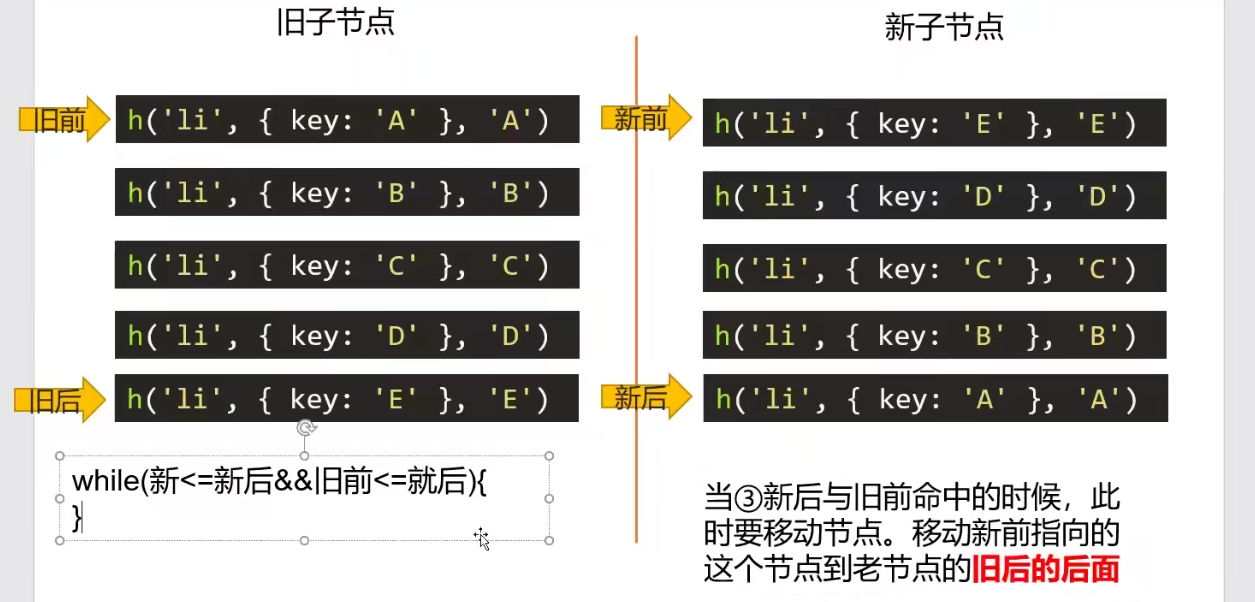 旧子节点
新子节点
旧前
h('li', { key: 'A' }, 'A')
h('li', { key: 'B' }, 'B')
h('li', { key: 'C' }, 'C')
h('li', { key: 'D' }, 'D')
旧后
h('li', { key: 'E' }, 'E')
新前
h('li', { key: 'E' }, 'E')
h('li', { key: 'D' }, 'D')
h('li', { key: 'C' }, 'C')
h('li', { key: 'B' }, 'B')
新后
h('li', { key: 'A' }, 'A')
while(新<=新后&&旧前<=就后){
}
当③新后与旧前命中的时候，此
时要移动节点。移动新前指向的
这个节点到老节点的旧后的后面